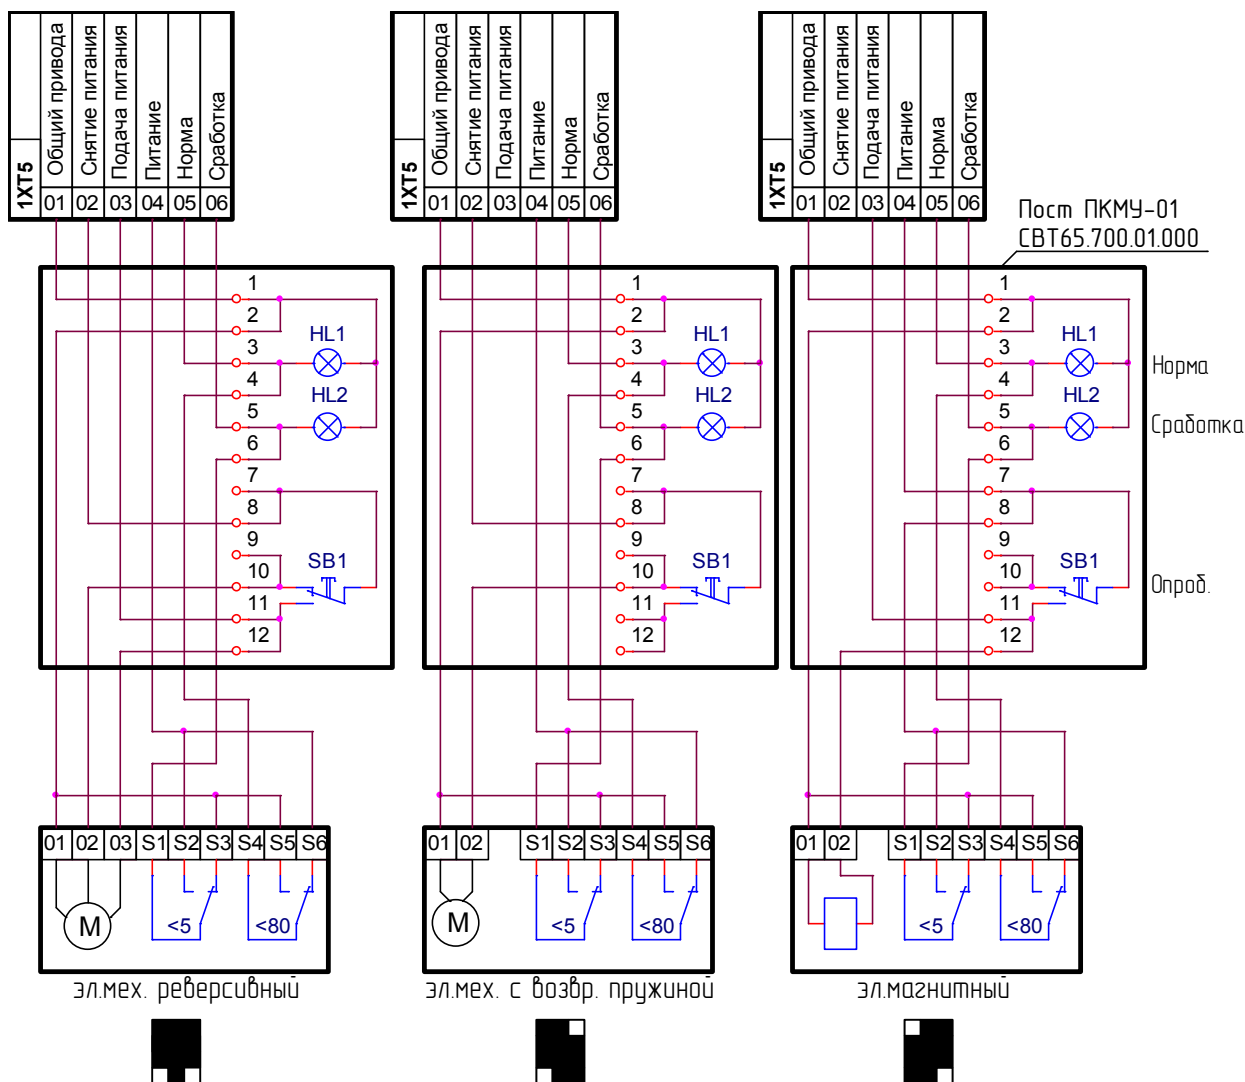 1XT5 Общий привода Снятие питания Подача питания Питание Норма Сработка
01 02 03 04 05 06
1XT5 Общий привода Снятие питания Подача питания Питание Норма Сработка
01 02 03 04 05 06
1XT5 Общий привода Снятие питания Подача питания Питание Норма Сработка
01 02 03 04 05 06
Пост ПКМУ-01
СВТ65.700.01.000
1
2
3
HL1
4
HL2
5
6
7
8
9
10
SB1
11
12
1
2
3
HL1
4
HL2
5
6
7
8
9
10
SB1
11
12
1
2
3
HL1
4
HL2
5
6
7
8
9
10
SB1
11
12
Норма
Сработка
Опроб.
01 02 03 S1 S2 S3 S4 S5 S6
M <5 <80
эл.мех. реверсивный
01 02 S1 S2 S3 S4 S5 S6
M <5 <80
эл.мех. с возвр. пружиной
01 02 S1 S2 S3 S4 S5 S6
<5 <80
эл.магнитный